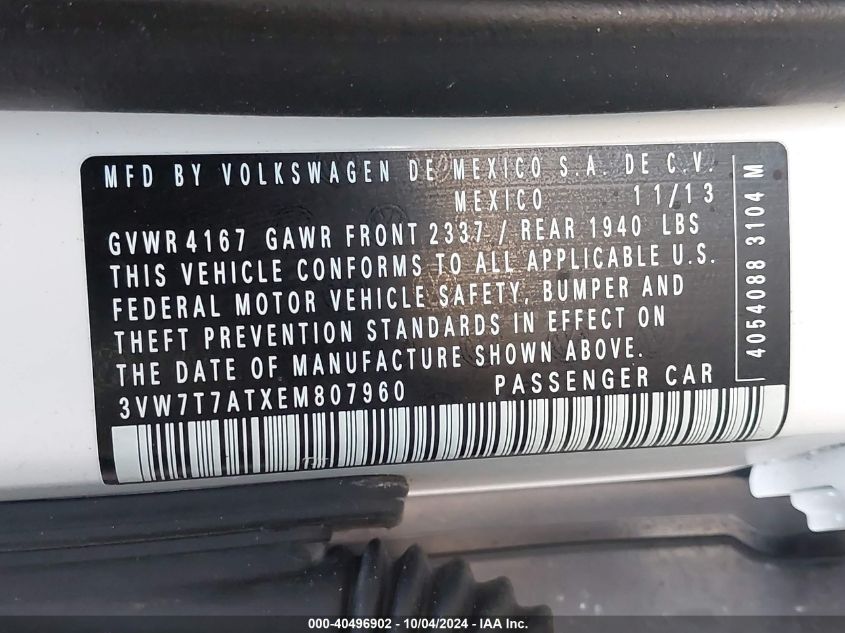 MFD BY VOLKSWAGEN DE MEXICO S.A. DE C.V.
MEXICO 11/13
GVWR 4167 GAWR FRONT 2337 / REAR 1940 LBS
THIS VEHICLE CONFORMS TO ALL APPLICABLE U.S.
FEDERAL MOTOR VEHICLE SAFETY, BUMPER AND
THEFT PREVENTION STANDARDS IN EFFECT ON
THE DATE OF MANUFACTURE SHOWN ABOVE.
3VW7T7ATXEM807960 PASSENGER CAR
4054088 3104 M
000-40496902 - 10/04/2024 - IAA Inc.